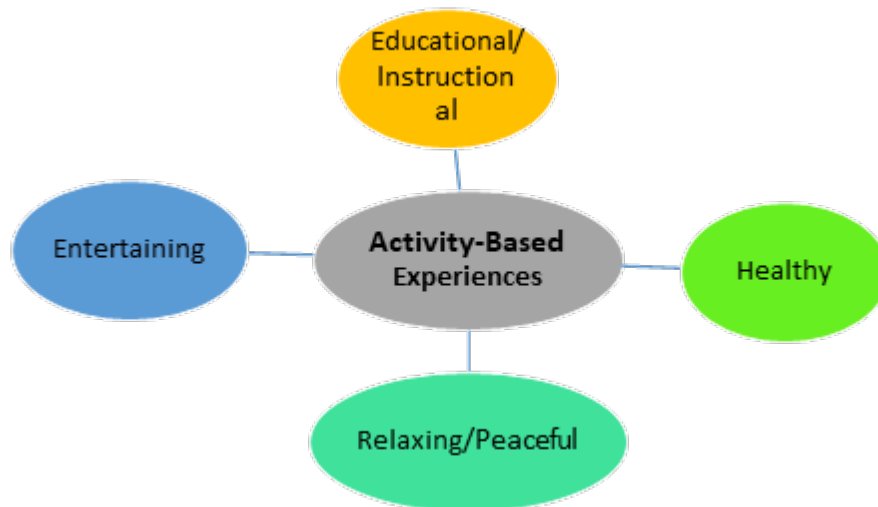 Educational/
Instruction
al
Entertaining
Activity-Based
Experiences
Healthy
Relaxing/Peaceful